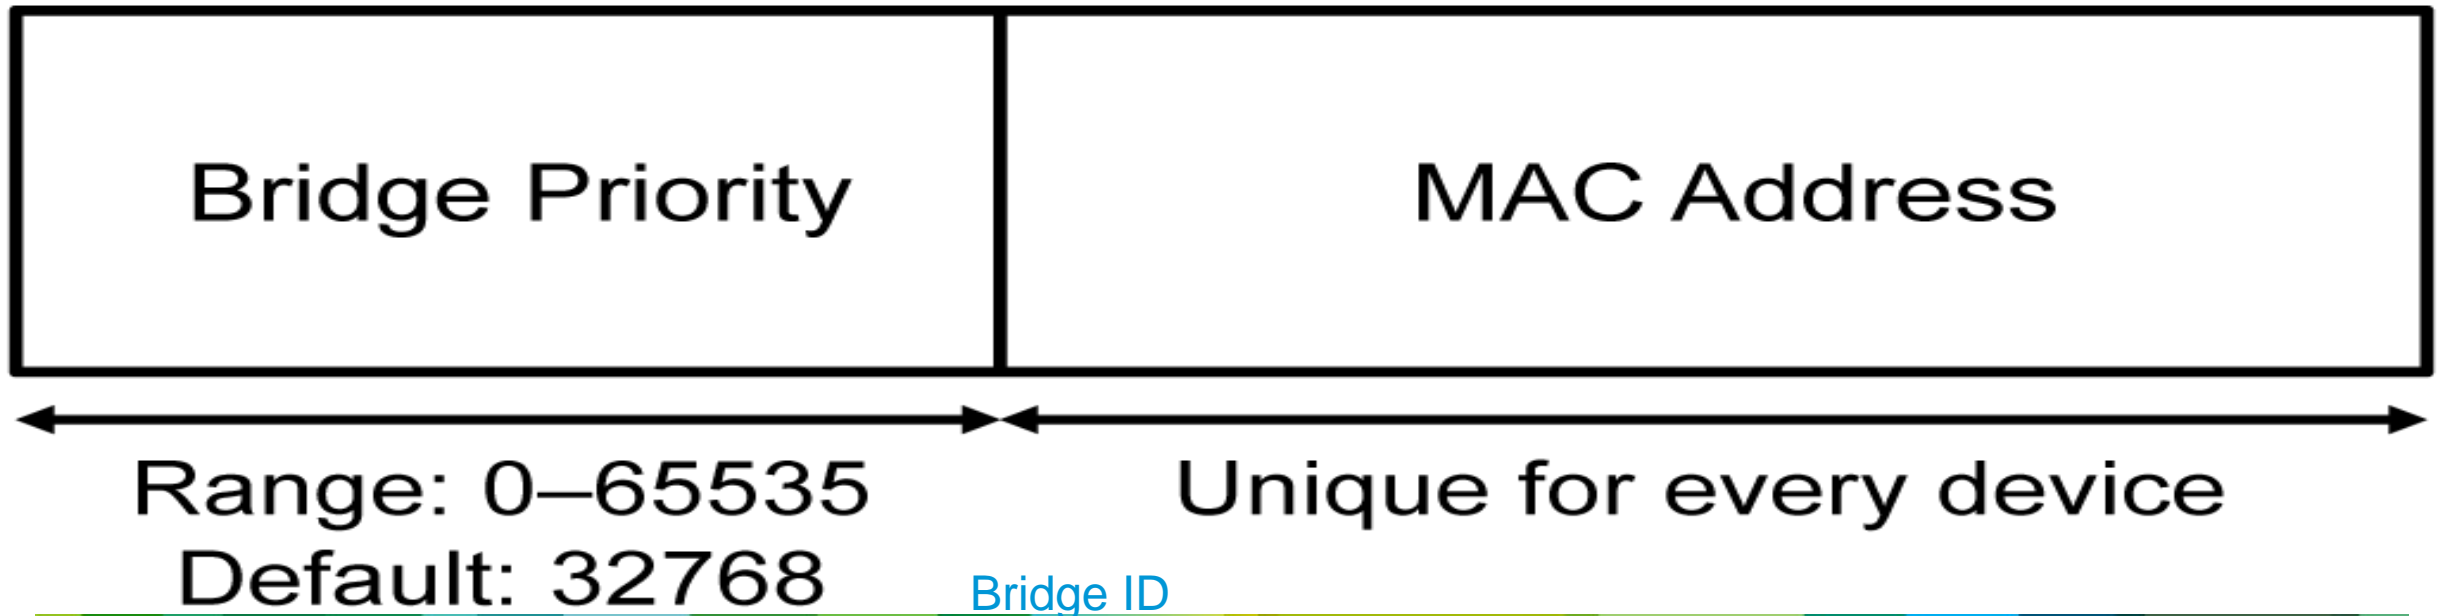 Bridge Priority
MAC Address
Range: 0–65535
Unique for every device
Default: 32768
Bridge ID